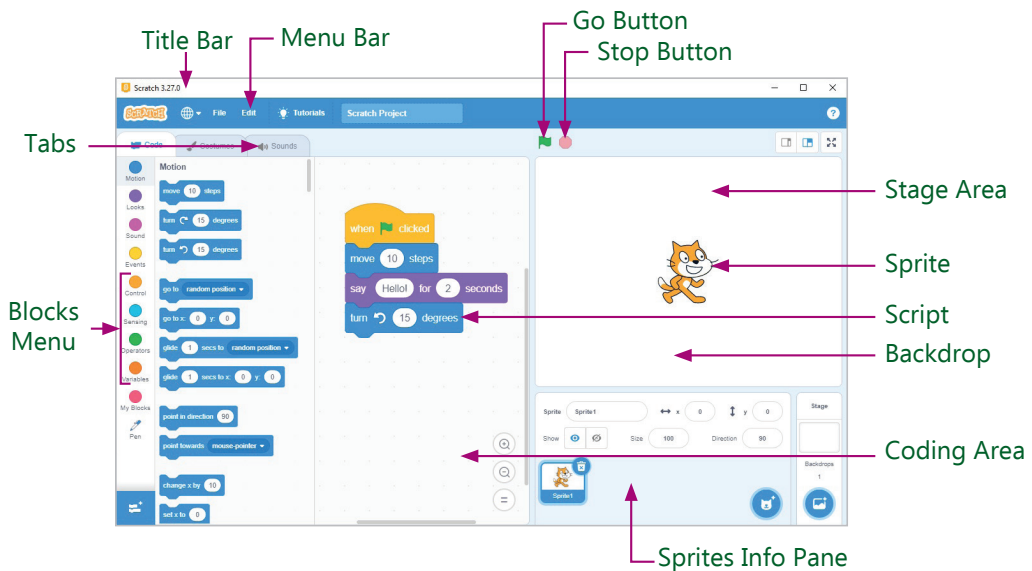 Go Button
Title Bar
Menu Bar
Stop Button
Scratch 3.27.0
SCRATCH
File
Edit
Tutorials
Scratch Project
?
Tabs
Code
Costumes
Sounds
Motion
Motion
move 10 steps
Looks
turn 15 degrees
Sound
turn 15 degrees
Events
Blocks
Menu
Control
go to random position
Sensing
go to x: 0 y: 0
Operators
glide 1 secs to random position
Variables
glide 1 secs to x: 0 y: 0
My Blocks
point in direction 90
Pen
point towards mouse-pointer
change x by 10
set x to 0
when clicked
move 10 steps
say Hello! for 2 seconds
turn 15 degrees
Stage Area
Sprite
Script
Backdrop
Sprite Sprite1 x 0 y 0
Show Size 100 Direction 90
Sprite1
Stage
Backdrops
1
Coding Area
Sprites Info Pane